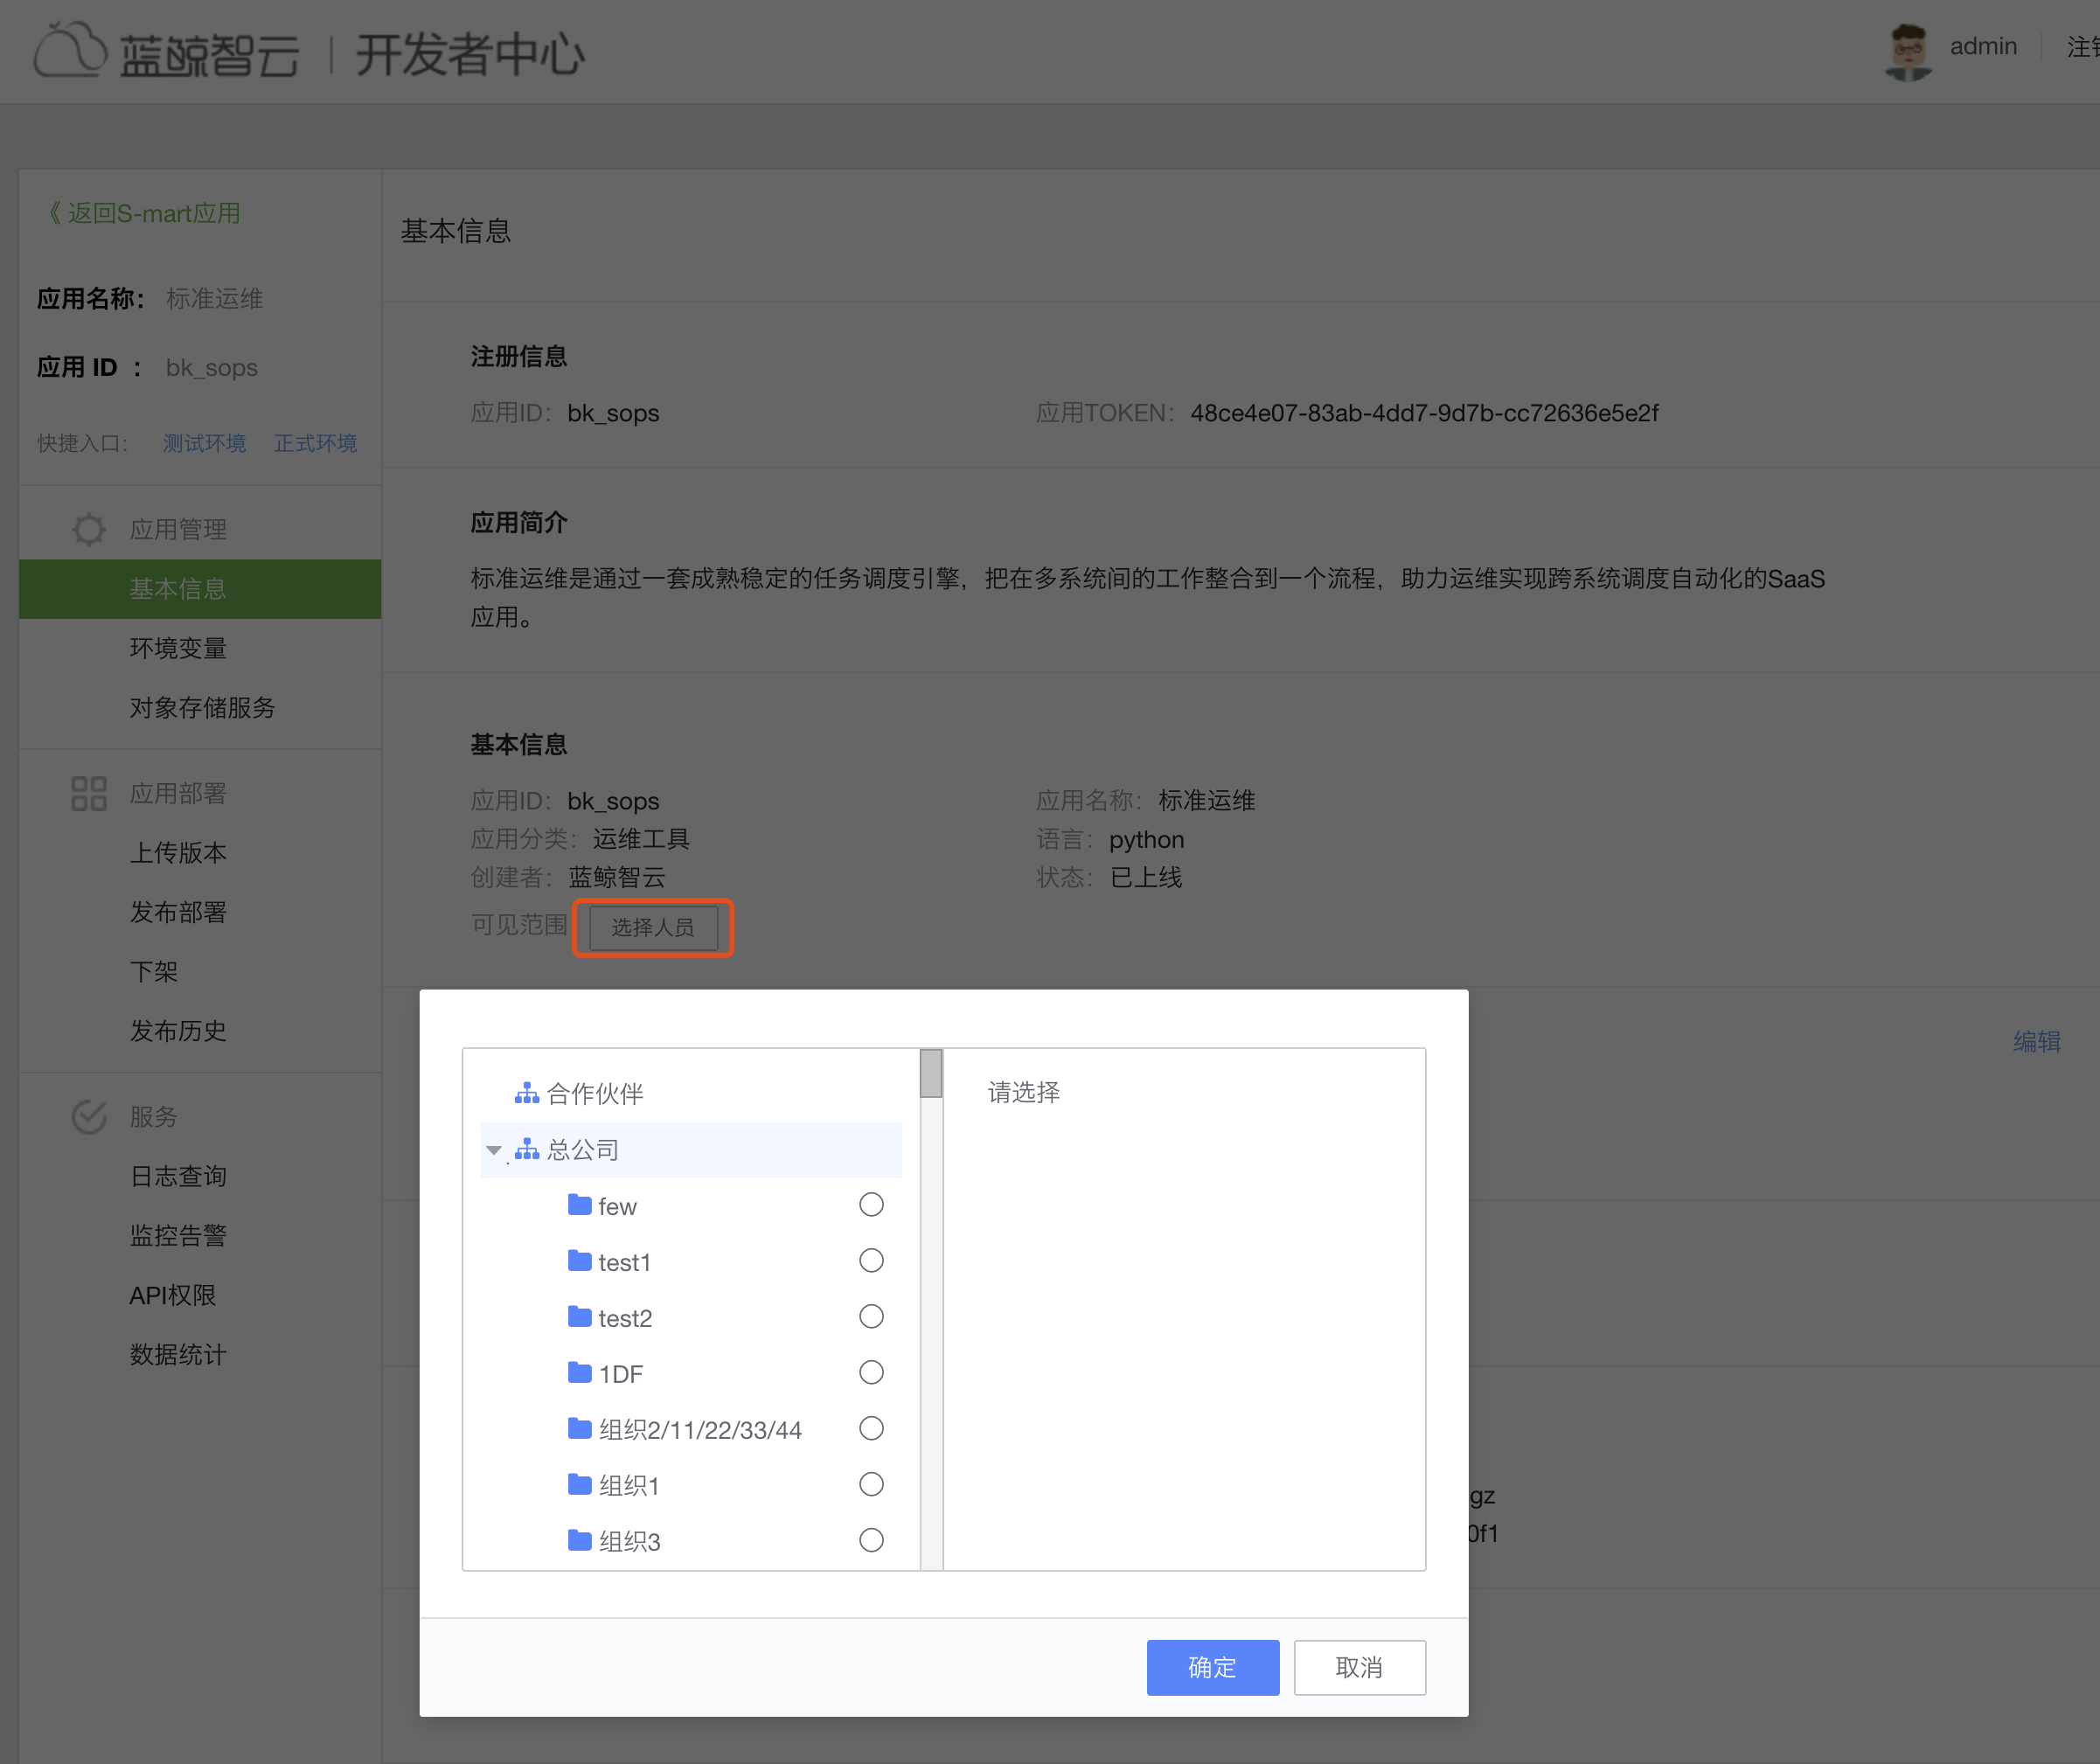 蓝鲸智云 | 开发者中心
admin
《 返回S-mart应用
应用名称： 标准运维
应用 ID ： bk_sops
快捷入口： 测试环境 正式环境
应用管理
基本信息
环境变量
对象存储服务
应用部署
上传版本
发布部署
下架
发布历史
服务
日志查询
监控告警
API权限
数据统计
基本信息
注册信息
应用ID： bk_sops 应用TOKEN： 48ce4e07-83ab-4dd7-9d7b-cc72636e5e2f
应用简介
标准运维是通过一套成熟稳定的任务调度引擎，把在多系统间的工作整合到一个流程，助力运维实现跨系统调度自动化的SaaS
应用。
基本信息
应用ID： bk_sops 应用名称： 标准运维
应用分类： 运维工具 语言： python
创建者： 蓝鲸智云 状态： 已上线
可见范围 选择人员
编辑
合作伙伴
总公司
few
test1
test2
1DF
组织2/11/22/33/44
组织1
组织3
请选择
gz
0f1
确定 取消